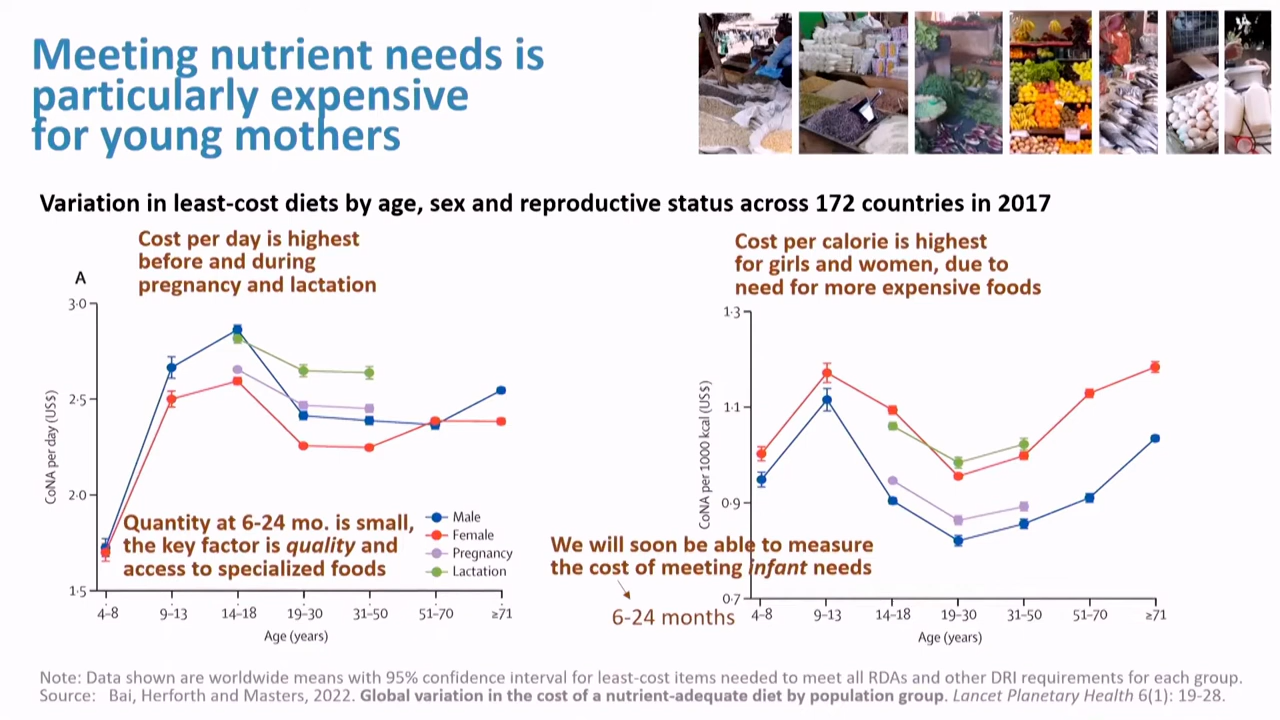 Meeting nutrient needs is
particularly expensive
for young mothers
Variation in least-cost diets by age, sex and reproductive status across 172 countries in 2017
Cost per day is highest
before and during
pregnancy and lactation
A
3·0
2·5
2·0
1·5
CoNA per day (US$)
Quantity at 6-24 mo. is small,
the key factor is quality and
access to specialized foods
Male
Female
Pregnancy
Lactation
4–8
9–13
14–18
19–30
31–50
51–70
≥71
Age (years)
Cost per calorie is highest
for girls and women, due to
need for more expensive foods
1·3
1·1
0·9
0·7
CoNA per 1000 kcal (US$)
We will soon be able to measure
the cost of meeting infant needs
6-24 months
4–8
9–13
14–18
19–30
31–50
51–70
≥71
Age (years)
Note: Data shown are worldwide means with 95% confidence interval for least-cost items needed to meet all RDAs and other DRI requirements for each group.
Source: Bai, Herforth and Masters, 2022. Global variation in the cost of a nutrient-adequate diet by population group. Lancet Planetary Health 6(1): 19-28.